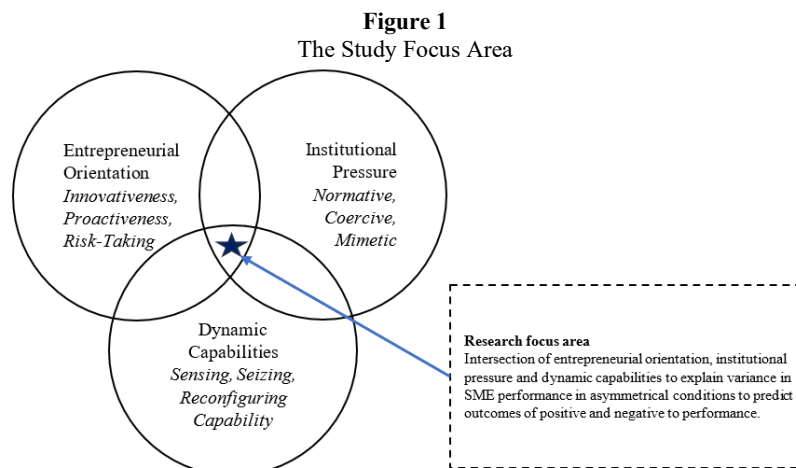 Figure 1
The Study Focus Area
Entrepreneurial
Orientation
Innovativeness,
Proactiveness,
Risk-Taking
Institutional
Pressure
Normative,
Coercive,
Mimetic
Dynamic
Capabilities
Sensing, Seizing,
Reconfiguring
Capability
Research focus area
Intersection of entrepreneurial orientation, institutional
pressure and dynamic capabilities to explain variance in
SME performance in asymmetrical conditions to predict
outcomes of positive and negative to performance.